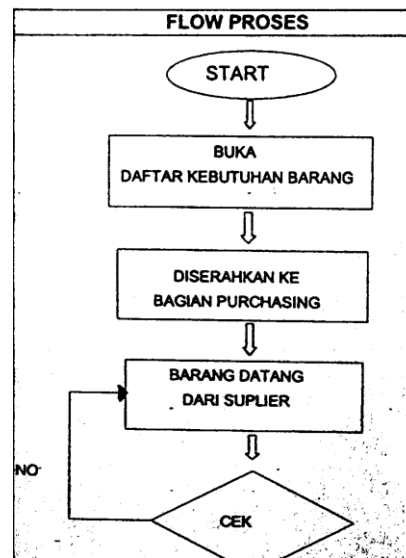 FLOW PROSES
START
BUKA
DAFTAR KEBUTUHAN BARANG
DISERAHKAN KE
BAGIAN PURCHASING
BARANG DATANG
DARI SUPLIER
NO
CEK